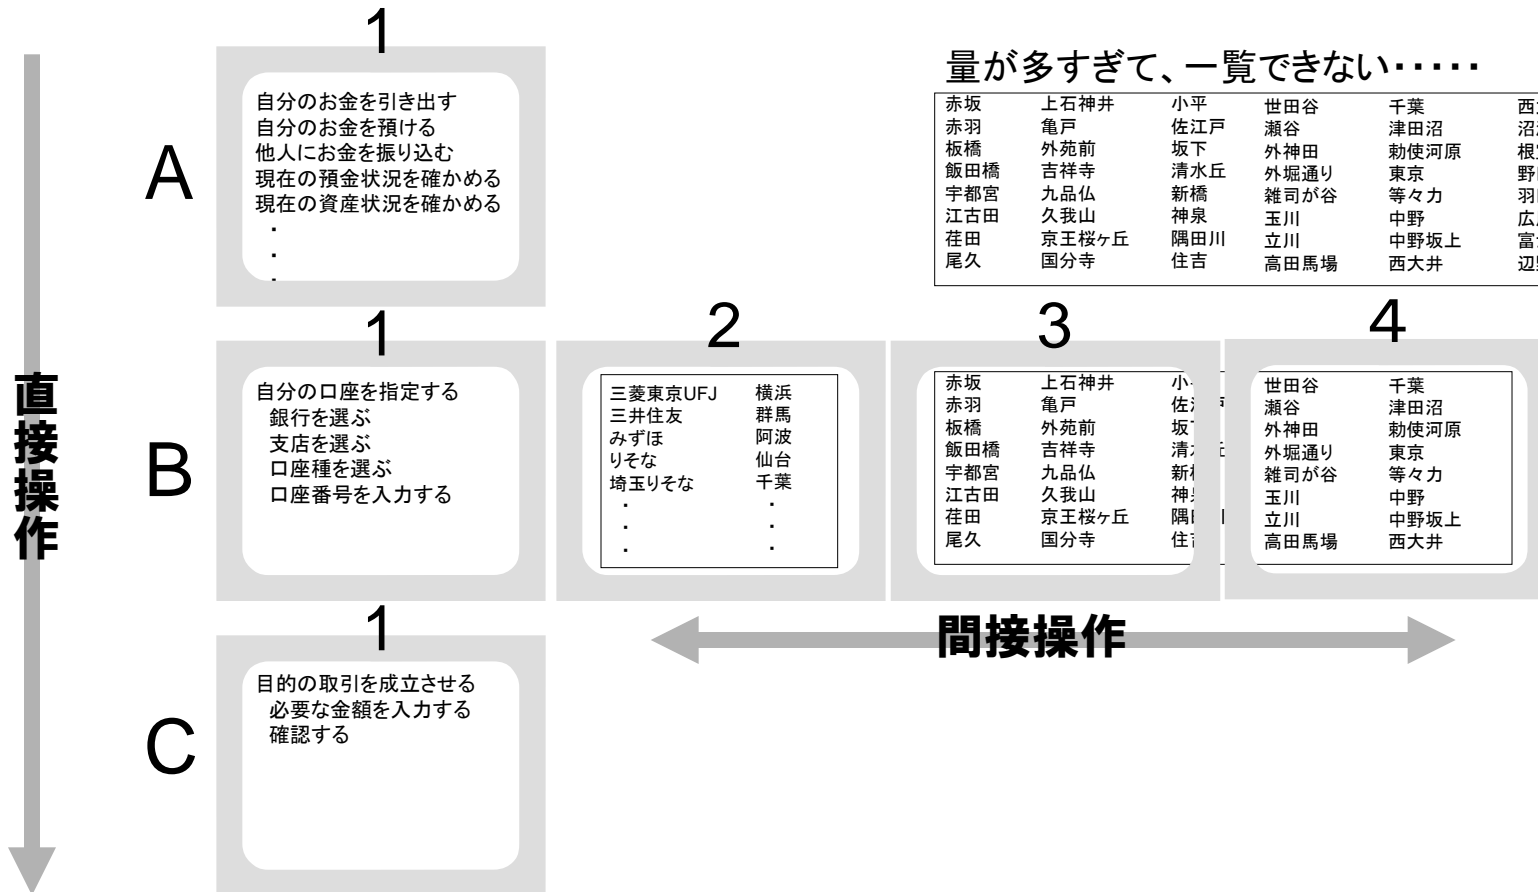 1
量が多すぎて、一覧できない・・・・・
A
自分のお金を引き出す
自分のお金を預ける
他人にお金を振り込む
現在の預金状況を確かめる
現在の資産状況を確かめる
・
・
・
赤坂 上石神井 小平 世田谷 千葉
赤羽 亀戸 佐江戸 瀬谷 津田沼
板橋 外苑前 坂下 外神田 勅使河原
飯田橋 吉祥寺 清水丘 外堀通り 東京
宇都宮 九品仏 新橋 雑司が谷 等々力
江古田 久我山 神泉 玉川 中野
荏田 京王桜ヶ丘 隅田川 立川 中野坂上
尾久 国分寺 住吉 高田馬場 西大井
直接操作
B
1
自分の口座を指定する
銀行を選ぶ
支店を選ぶ
口座種を選ぶ
口座番号を入力する
2
三菱東京UFJ 横浜
三井住友 群馬
みずほ 阿波
りそな 仙台
埼玉りそな 千葉
・ ・
・ ・
・ ・
3
赤坂 上石神井
赤羽 亀戸
板橋 外苑前
飯田橋 吉祥寺
宇都宮 九品仏
江古田 久我山
荏田 京王桜ヶ丘
尾久 国分寺
4
世田谷 千葉
瀬谷 津田沼
外神田 勅使河原
外堀通り 東京
雑司が谷 等々力
玉川 中野
立川 中野坂上
高田馬場 西大井
間接操作
C
1
目的の取引を成立させる
必要な金額を入力する
確認する